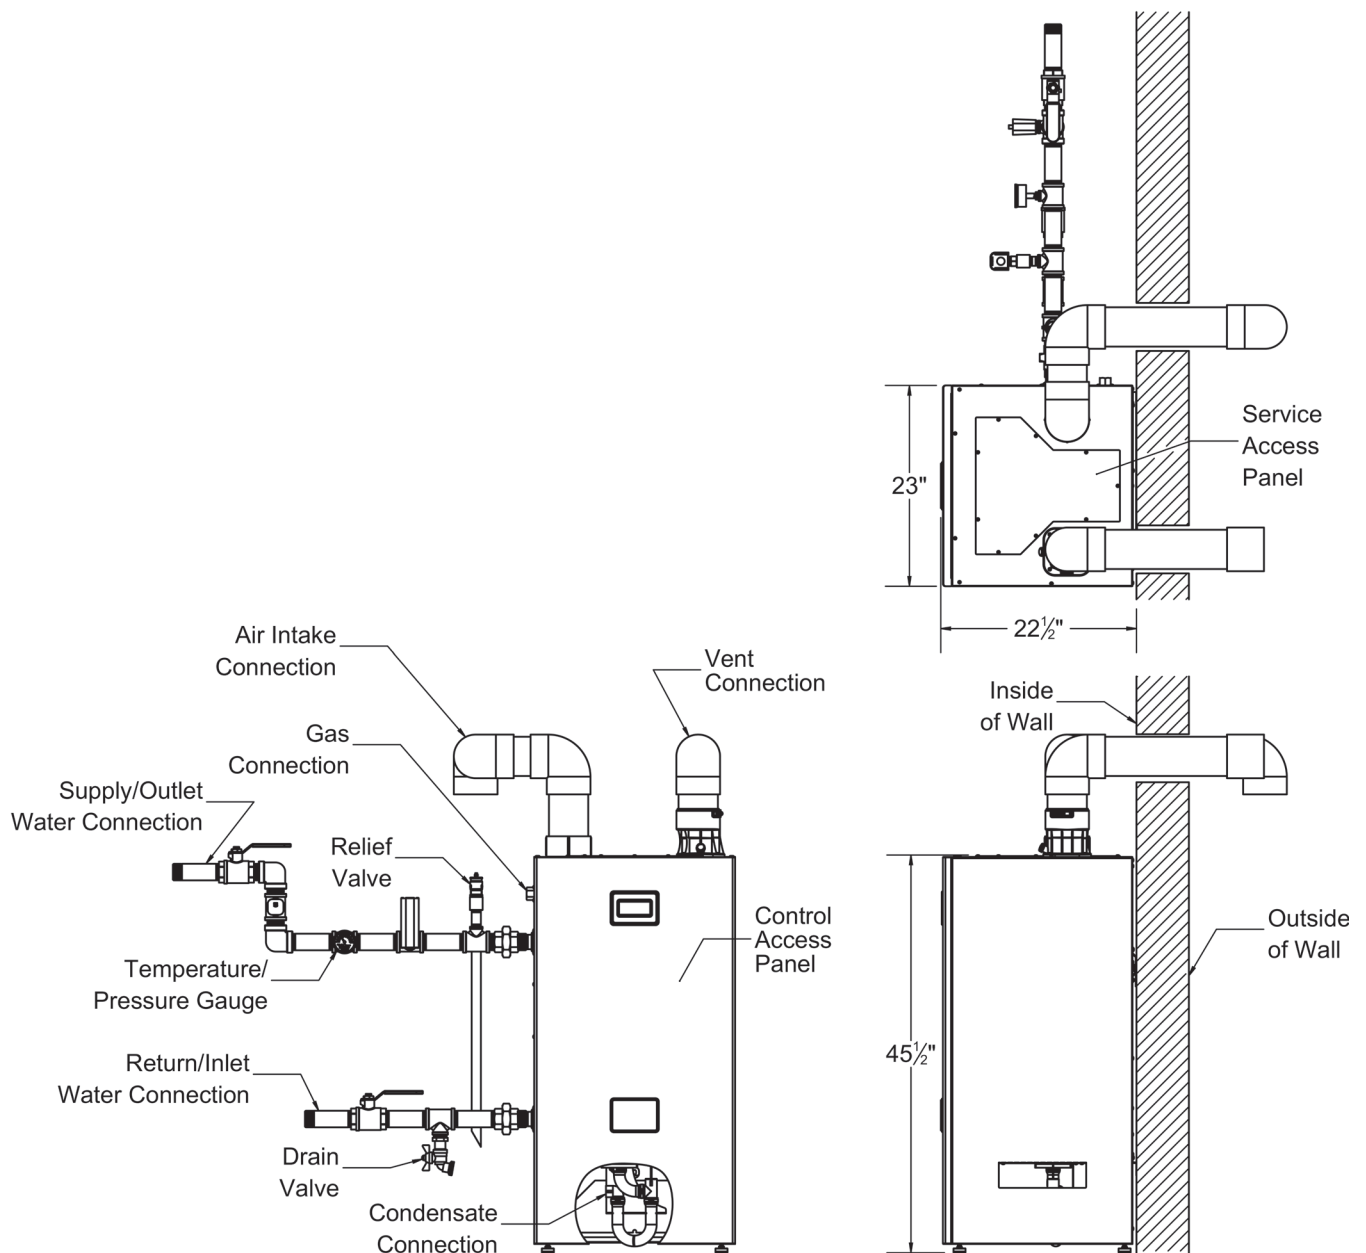 Service
Access
Panel
23"
22½"
Air Intake
Connection
Vent
Connection
Inside
of Wall
Gas
Connection
Supply/Outlet
Water Connection
Relief
Valve
Control
Access
Panel
Outside
of Wall
Temperature/
Pressure Gauge
45½"
Return/Inlet
Water Connection
Drain
Valve
Condensate
Connection